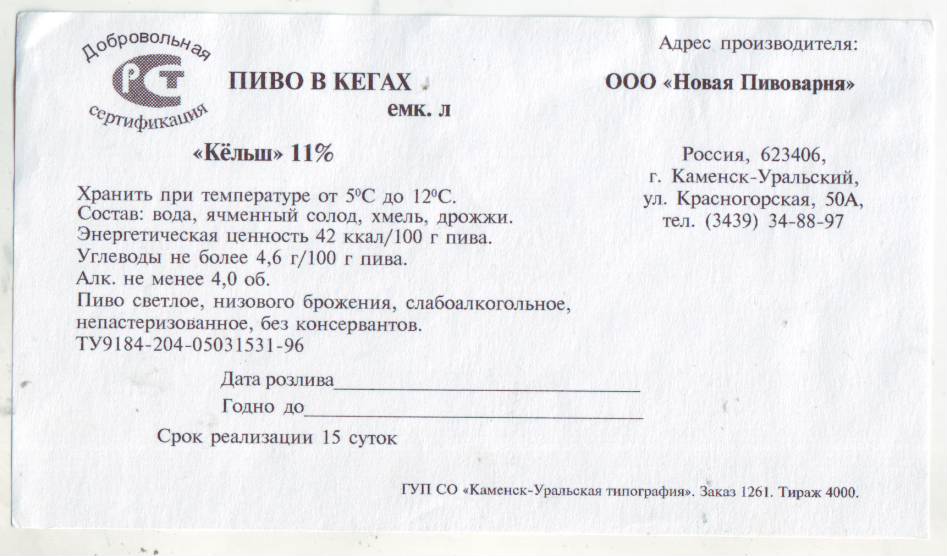 Добровольная
РСТ
сертификация
ПИВО В КЕГАХ
емк. л
«Кёльш» 11%
Хранить при температуре от 5⁰С до 12⁰С.
Состав: вода, ячменный солод, хмель, дрожжи.
Энергетическая ценность 42 ккал/100 г пива.
Углеводы не более 4,6 г/100 г пива.
Алк. не менее 4,0 об.
Пиво светлое, низового брожения, слабоалкогольное,
непастеризованное, без консервантов.
ТУ9184-204-05031531-96
Адрес производителя:
ООО «Новая Пивоварня»
Россия, 623406,
г. Каменск-Уральский,
ул. Красногорская, 50А,
тел. (3439) 34-88-97
Дата розлива
Годно до
Срок реализации 15 суток
ГУП СО «Каменск-Уральская типография». Заказ 1261. Тираж 4000.